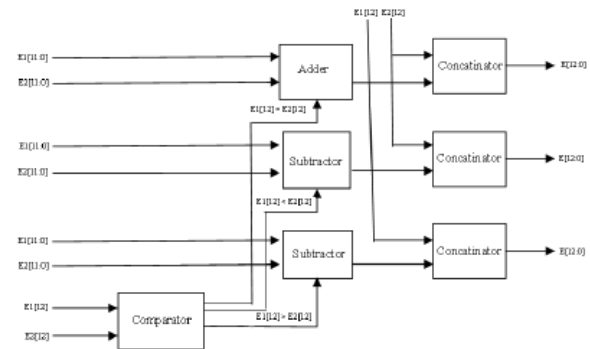 E1[12] E2[12]
E1[11:0]
E2[11:0]
Adder
Concatinator
E[12:0]
E1[12] = E2[12]
E1[11:0]
E2[11:0]
Subtractor
Concatinator
E[12:0]
E1[12] < E2[12]
E1[11:0]
E2[11:0]
Subtractor
Concatinator
E[12:0]
E1[12]
E2[12]
Comparator
E1[12] > E2[12]